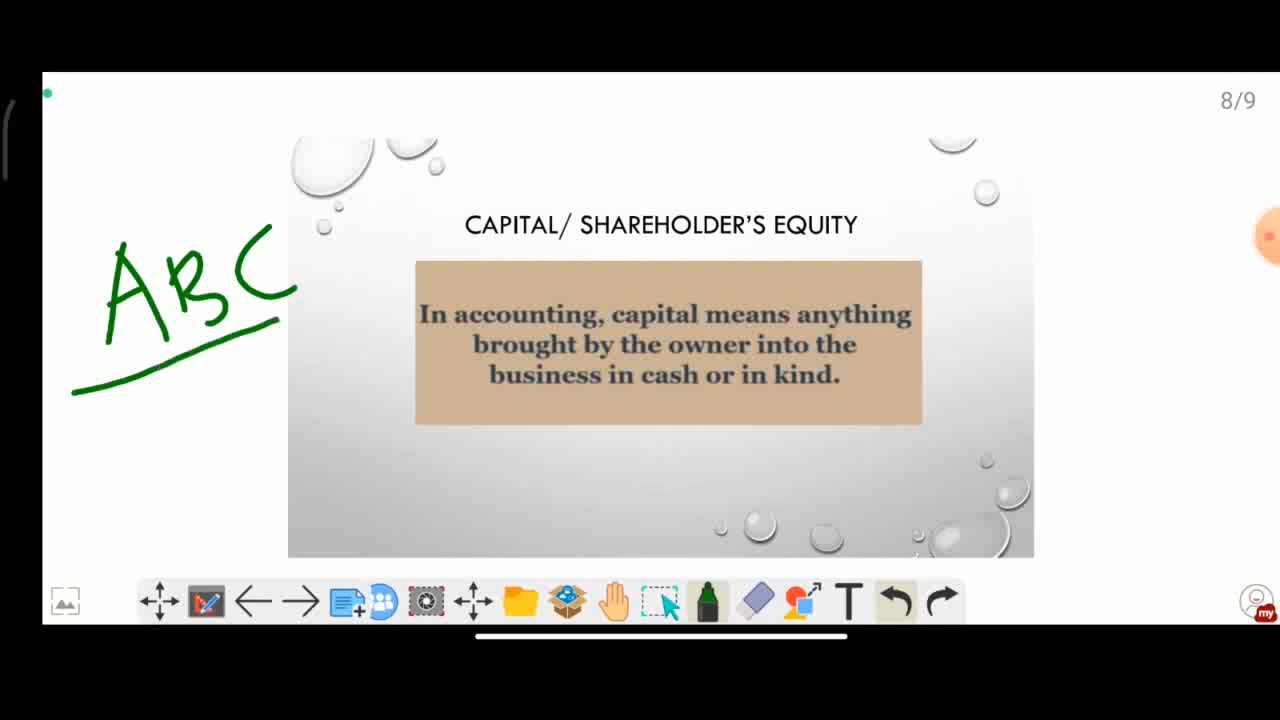 8/9
ABC
CAPITAL/ SHAREHOLDER'S EQUITY
In accounting, capital means anything
brought by the owner into the
business in cash or in kind.
T
my